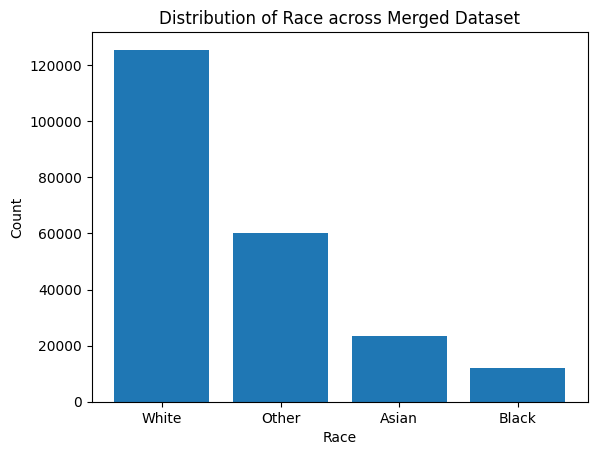 Distribution of Race across Merged Dataset
120000
100000
80000
60000
40000
20000
0
Count
White Other Asian Black
Race